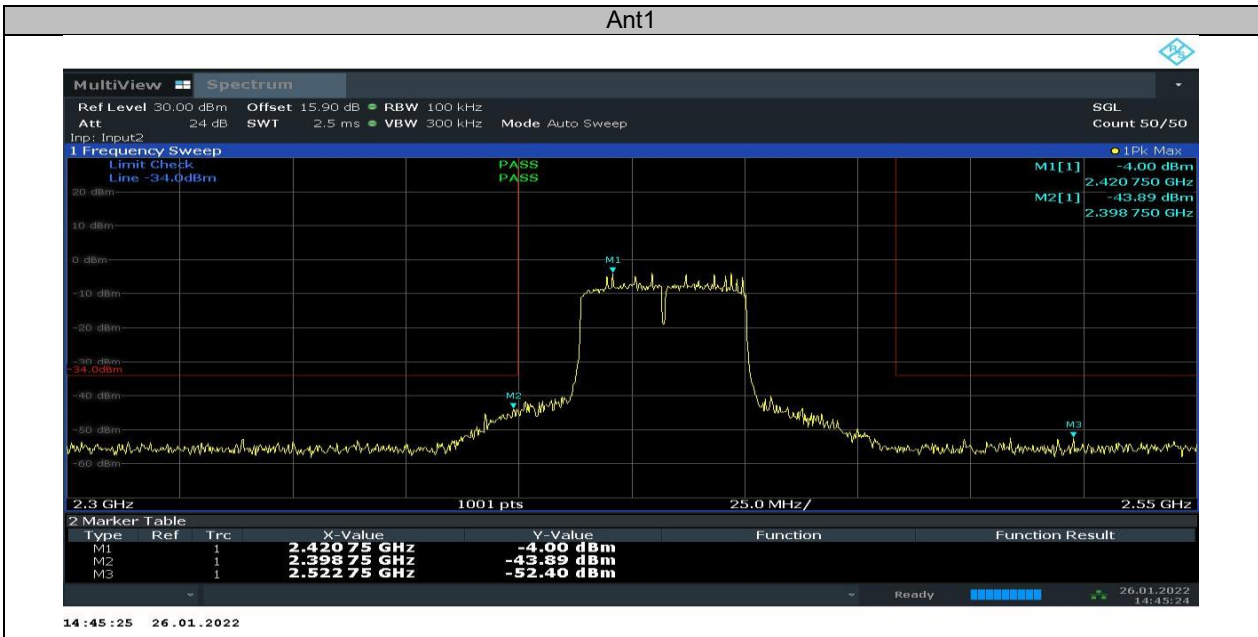 Ant1
R&S
MultiView Spectrum
Ref Level 30.00 dBm Offset 15.90 dB RBW 100 kHz SGL
Att 24 dB SWT 2.5 ms VBW 300 kHz Mode Auto Sweep Count 50/50
Inp: Input2
1 Frequency Sweep 1Pk Max
Limit Check PASS M1[1] -4.00 dBm
Line -34.0dBm PASS 2.420 750 GHz
20 dBm M2[1] -43.89 dBm
2.398 750 GHz
10 dBm
0 dBm M1
-10 dBm
-20 dBm
-30 dBm
-34.0dBm
-40 dBm M2
-50 dBm M3
-60 dBm
2.3 GHz 1001 pts 25.0 MHz/ 2.55 GHz
2 Marker Table
Type Ref Trc X-Value Y-Value Function Function Result
M1 1 2.420 75 GHz -4.00 dBm
M2 1 2.398 75 GHz -43.89 dBm
M3 1 2.522 75 GHz -52.40 dBm
Ready 26.01.2022
14:45:24
14:45:25 26.01.2022